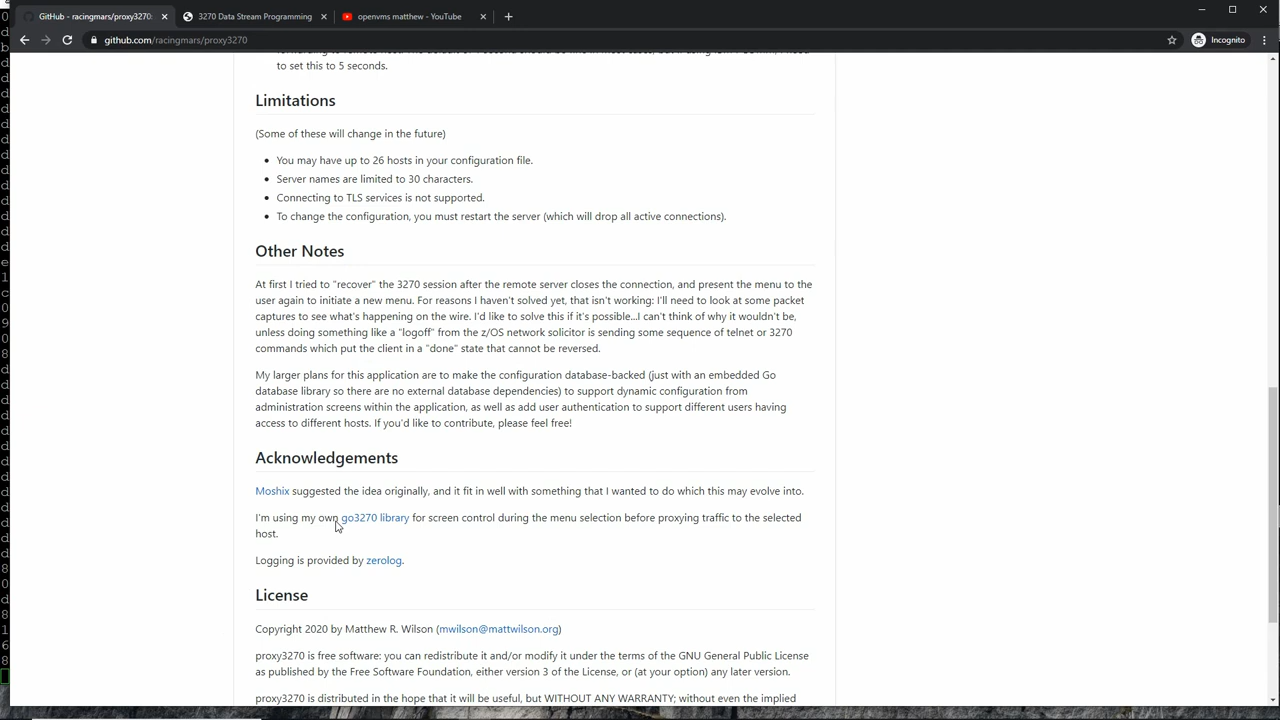 GitHub - racingmars/proxy3270:
3270 Data Stream Programming
openvms matthew - YouTube
github.com/racingmars/proxy3270
Incognito
to set this to 5 seconds.
Limitations
(Some of these will change in the future)
• You may have up to 26 hosts in your configuration file.
• Server names are limited to 30 characters.
• Connecting to TLS services is not supported.
• To change the configuration, you must restart the server (which will drop all active connections).
Other Notes
At first I tried to "recover" the 3270 session after the remote server closes the connection, and present the menu to the
user again to initiate a new menu. For reasons I haven't solved yet, that isn't working: I'll need to look at some packet
captures to see what's happening on the wire. I'd like to solve this if it's possible...I can't think of why it wouldn't be,
unless doing something like a "logoff" from the z/OS network solicitor is sending some sequence of telnet or 3270
commands which put the client in a "done" state that cannot be reversed.
My larger plans for this application are to make the configuration database-backed (just with an embedded Go
database library so there are no external database dependencies) to support dynamic configuration from
administration screens within the application, as well as add user authentication to support different users having
access to different hosts. If you'd like to contribute, please feel free!
Acknowledgements
Moshix suggested the idea originally, and it fit in well with something that I wanted to do which this may evolve into.
I'm using my own go3270 library for screen control during the menu selection before proxying traffic to the selected
host.
Logging is provided by zerolog.
License
Copyright 2020 by Matthew R. Wilson (mwilson@mattwilson.org)
proxy3270 is free software: you can redistribute it and/or modify it under the terms of the GNU General Public License
as published by the Free Software Foundation, either version 3 of the License, or (at your option) any later version.
proxy3270 is distributed in the hope that it will be useful, but WITHOUT ANY WARRANTY; without even the implied